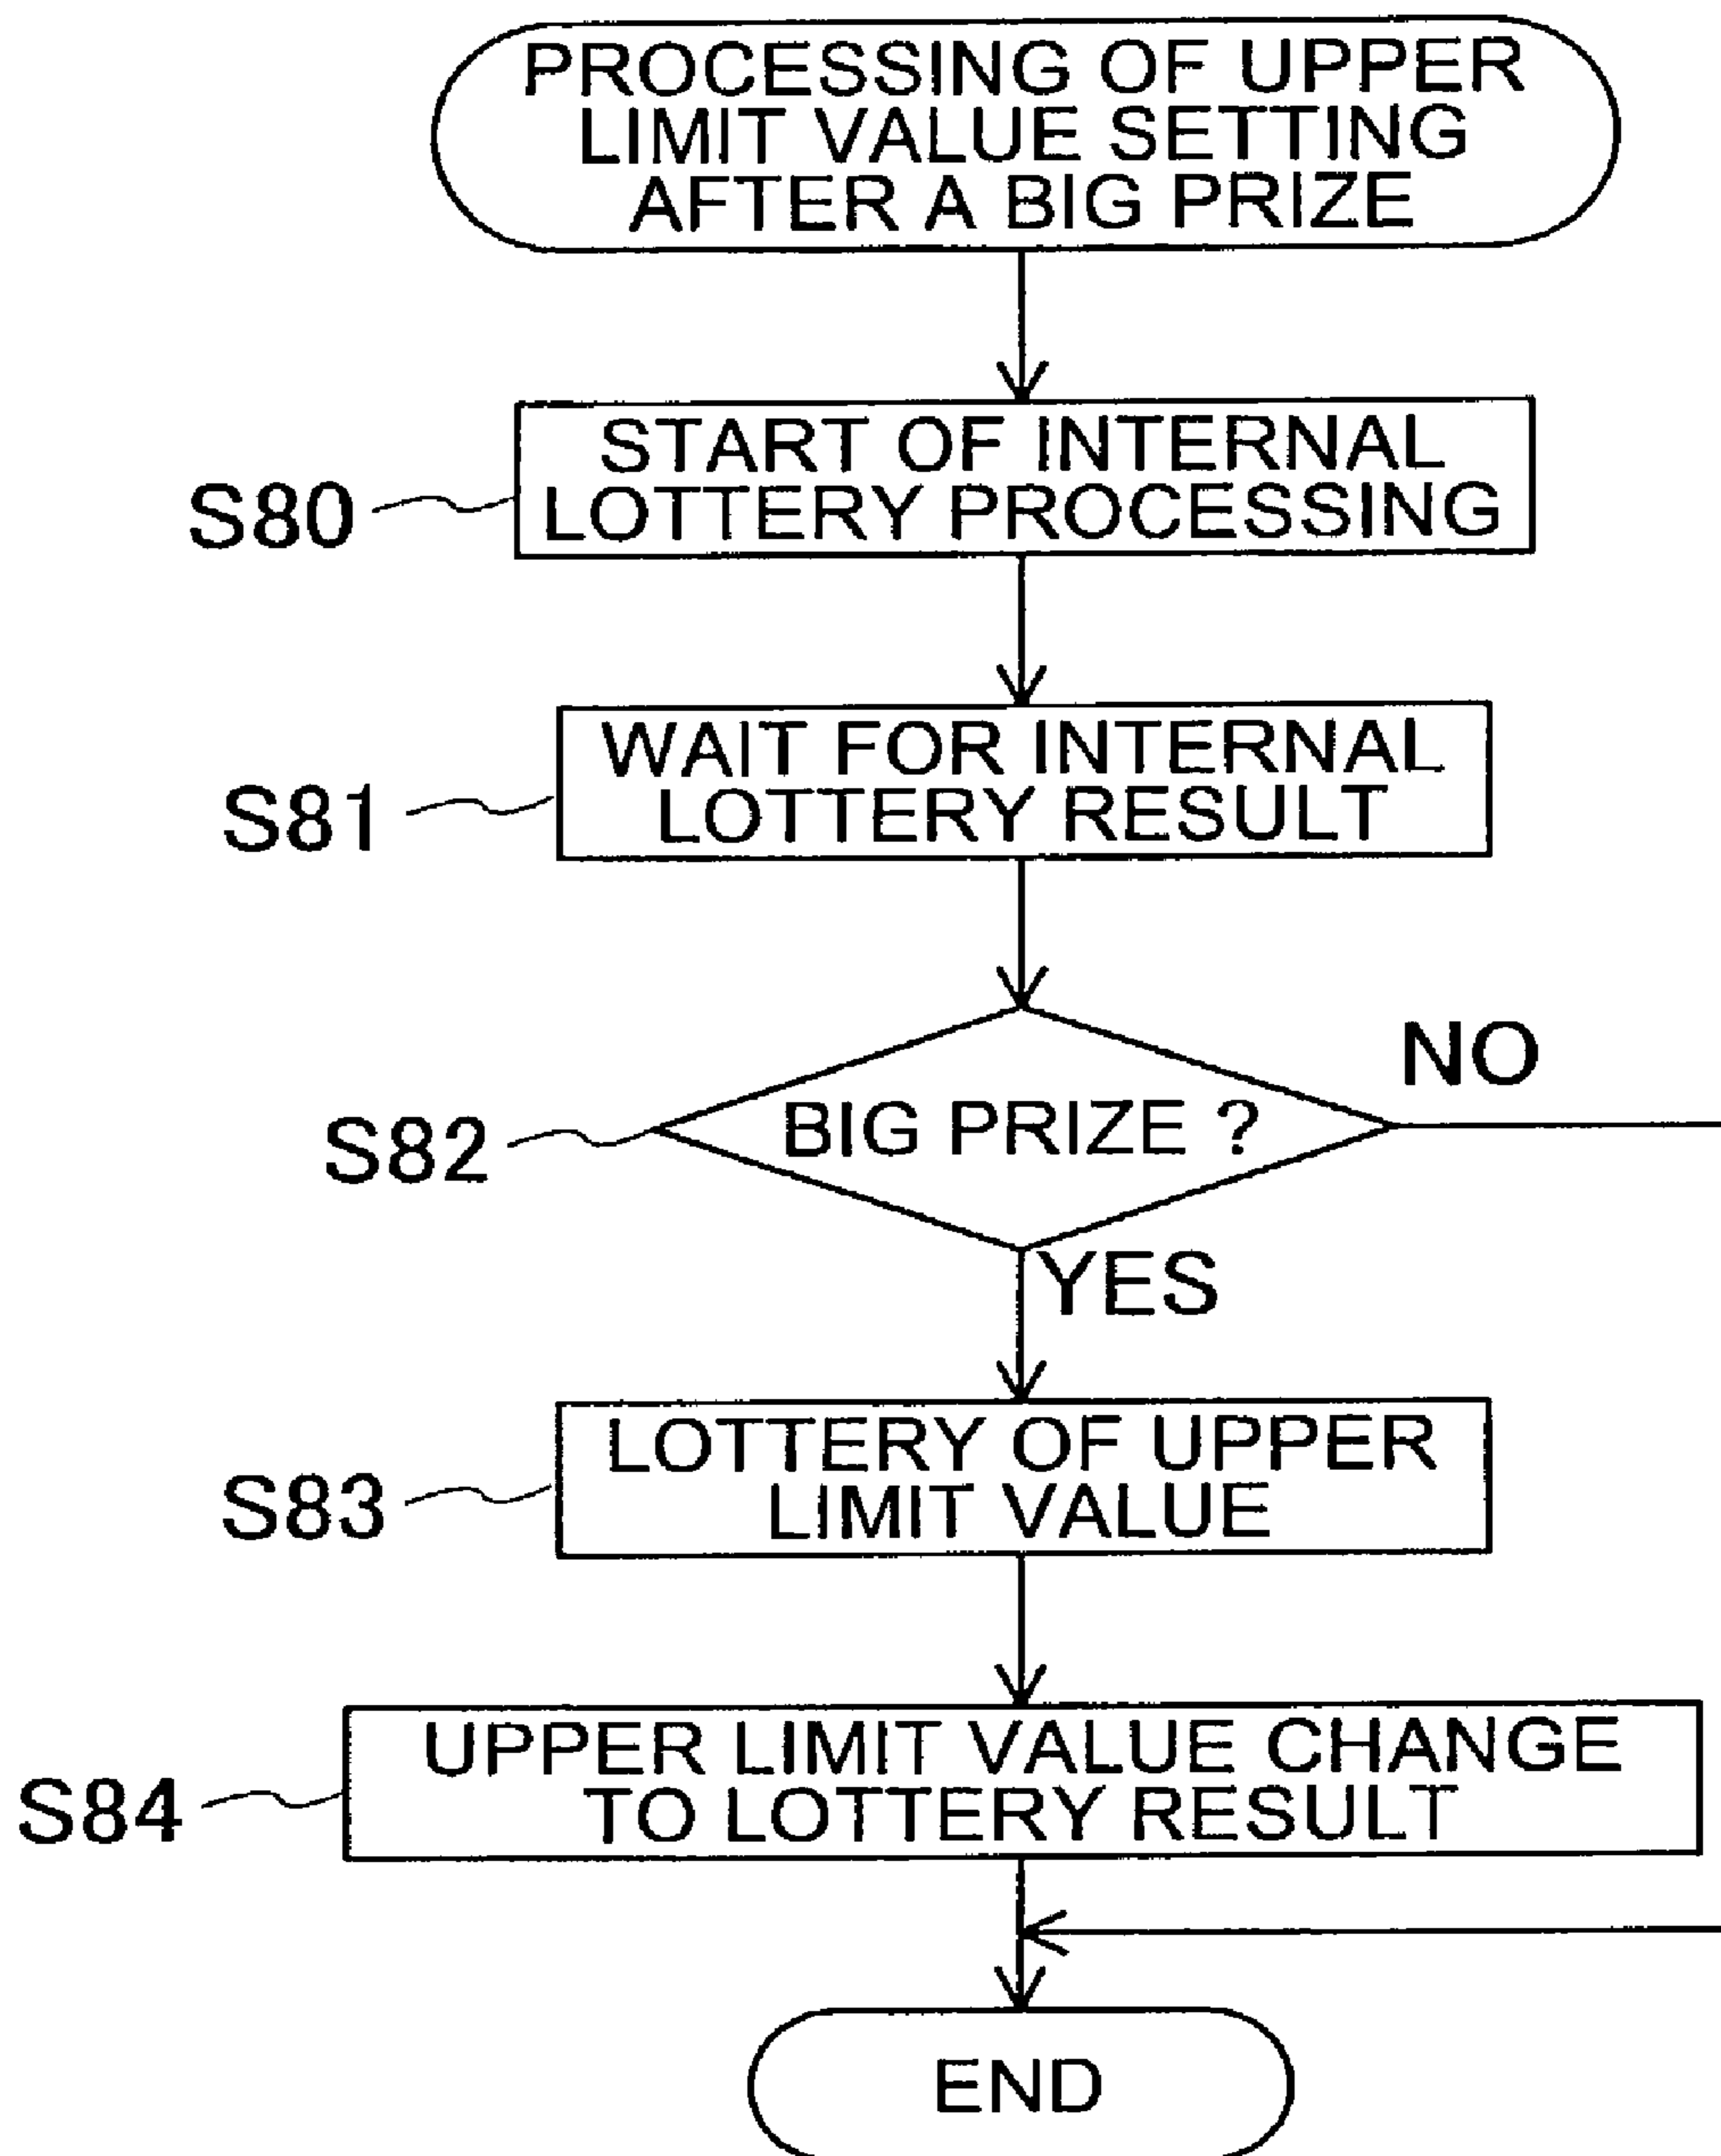 PROCESSING OF UPPER
LIMIT VALUE SETTING
AFTER A BIG PRIZE
START OF INTERNAL
LOTTERY PROCESSING
S80
WAIT FOR INTERNAL
LOTTERY RESULT
S81
NO
BIG PRIZE ?
S82
YES
LOTTERY OF UPPER
LIMIT VALUE
S83
UPPER LIMIT VALUE CHANGE
TO LOTTERY RESULT
S84
END